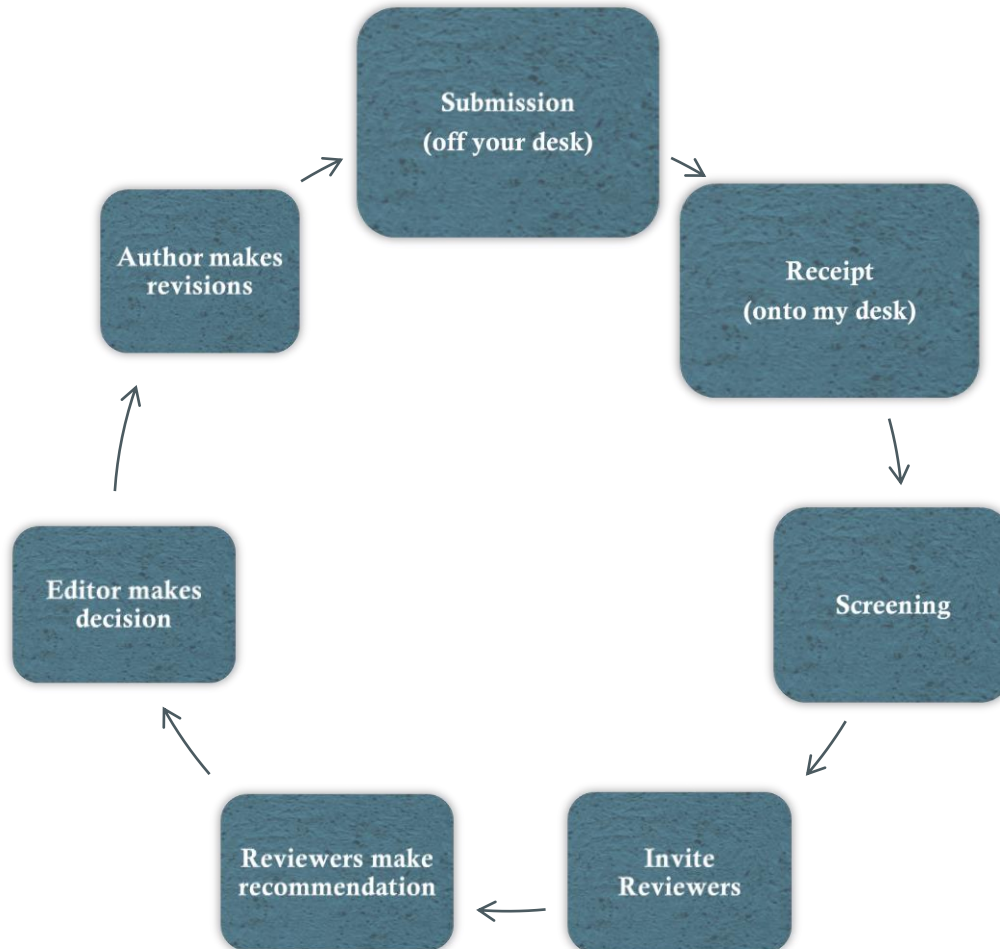 Submission
(off your desk)
Receipt
(onto my desk)
Screening
Invite
Reviewers
Reviewers make
recommendation
Editor makes
decision
Author makes
revisions